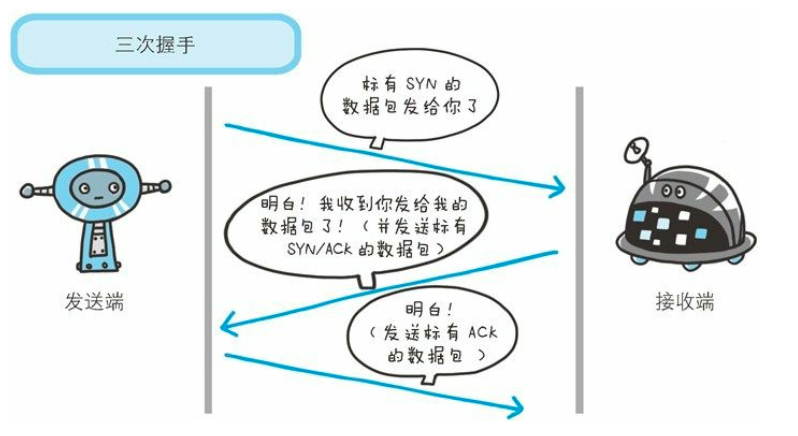 三次握手
标有 SYN 的
数据包发给你了
明白！我收到你发给我的
数据包了！（并发送标有
SYN/ACK 的数据包）
发送端
接收端
明白！
（发送标有 ACK
的数据包 ）